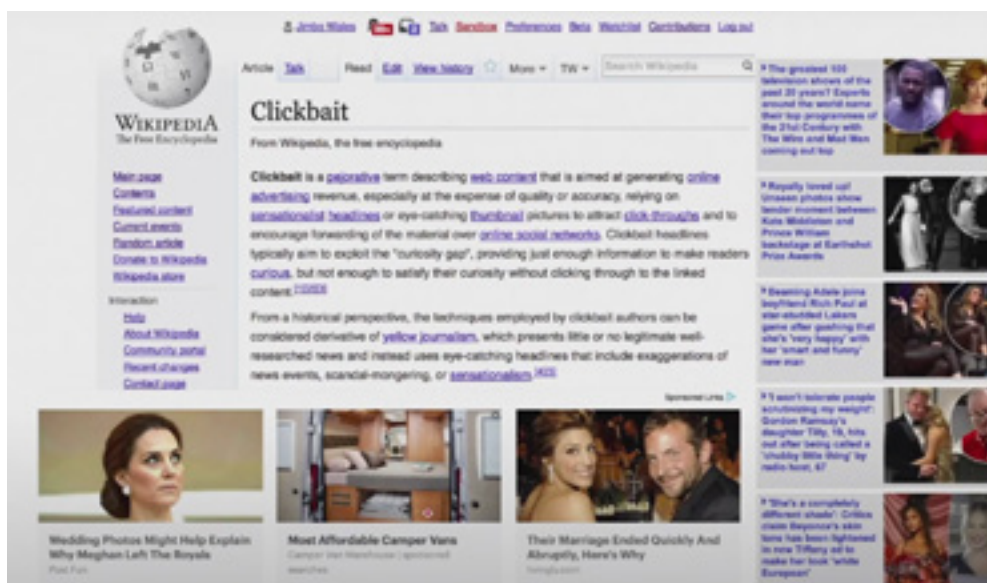 Jimbo Wales Talk Sandbox Preferences Beta Watchlist Contributions Log out
Article Talk Read Edit View history More TW Search Wikipedia
WIKIPEDIA
The Free Encyclopedia
Main page
Contents
Featured content
Current events
Random article
Donate to Wikipedia
Wikipedia store
Interaction
Help
About Wikipedia
Community portal
Recent changes
Contact page
Clickbait
From Wikipedia, the free encyclopedia
Clickbait is a pejorative term describing web content that is aimed at generating online
advertising revenue, especially at the expense of quality or accuracy, relying on
sensationalist headlines or eye-catching thumbnail pictures to attract click-throughs and to
encourage forwarding of the material over online social networks. Clickbait headlines
typically aim to exploit the "curiosity gap", providing just enough information to make readers
curious, but not enough to satisfy their curiosity without clicking through to the linked
content.
From a historical perspective, the techniques employed by clickbait authors can be
considered derivative of yellow journalism, which presents little or no legitimate well-
researched news and instead uses eye-catching headlines that include exaggerations of
news events, scandal-mongering, or sensationalism.
Sponsored Links
Wedding Photos Might Help Explain
Why Meghan Left The Royals
Post Fun
Most Affordable Camper Vans
Camper Van Warehouse | sponsored
searches
Their Marriage Ended Quickly And
Abruptly, Here's Why
The greatest 100
television shows of the
past 20 years? Experts
around the world name
their top programmes of
the 21st Century with
The Wire and Mad Men
coming out top
Royally loved up!
Unseen photos show
tender moment between
Kate Middleton and
Prince William
backstage at Earthshot
Prize Awards
Beaming Adele joins
boyfriend Rich Paul at
star-studded Lakers
game after gushing that
she's 'very happy' with
her 'smart and funny'
new man
'I won't tolerate people
scrutinising my weight':
Gordon Ramsay's
daughter Tilly, 19, hits
out after being called a
'chubby little thing' by
radio host, 67
'She's a completely
different shade': Critics
claim Beyonce's skin
tone has been lightened
in new Tiffany ad to
make her look 'white
European'